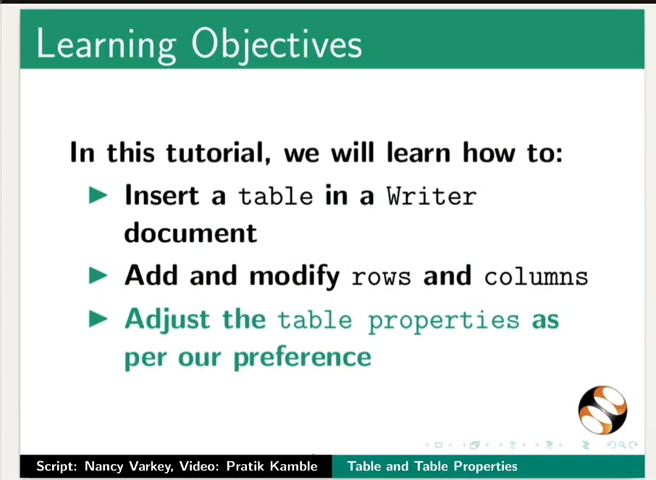 Learning Objectives
In this tutorial, we will learn how to:
Insert a table in a Writer
document
Add and modify rows and columns
Adjust the table properties as
per our preference
Script: Nancy Varkey, Video: Pratik Kamble
Table and Table Properties